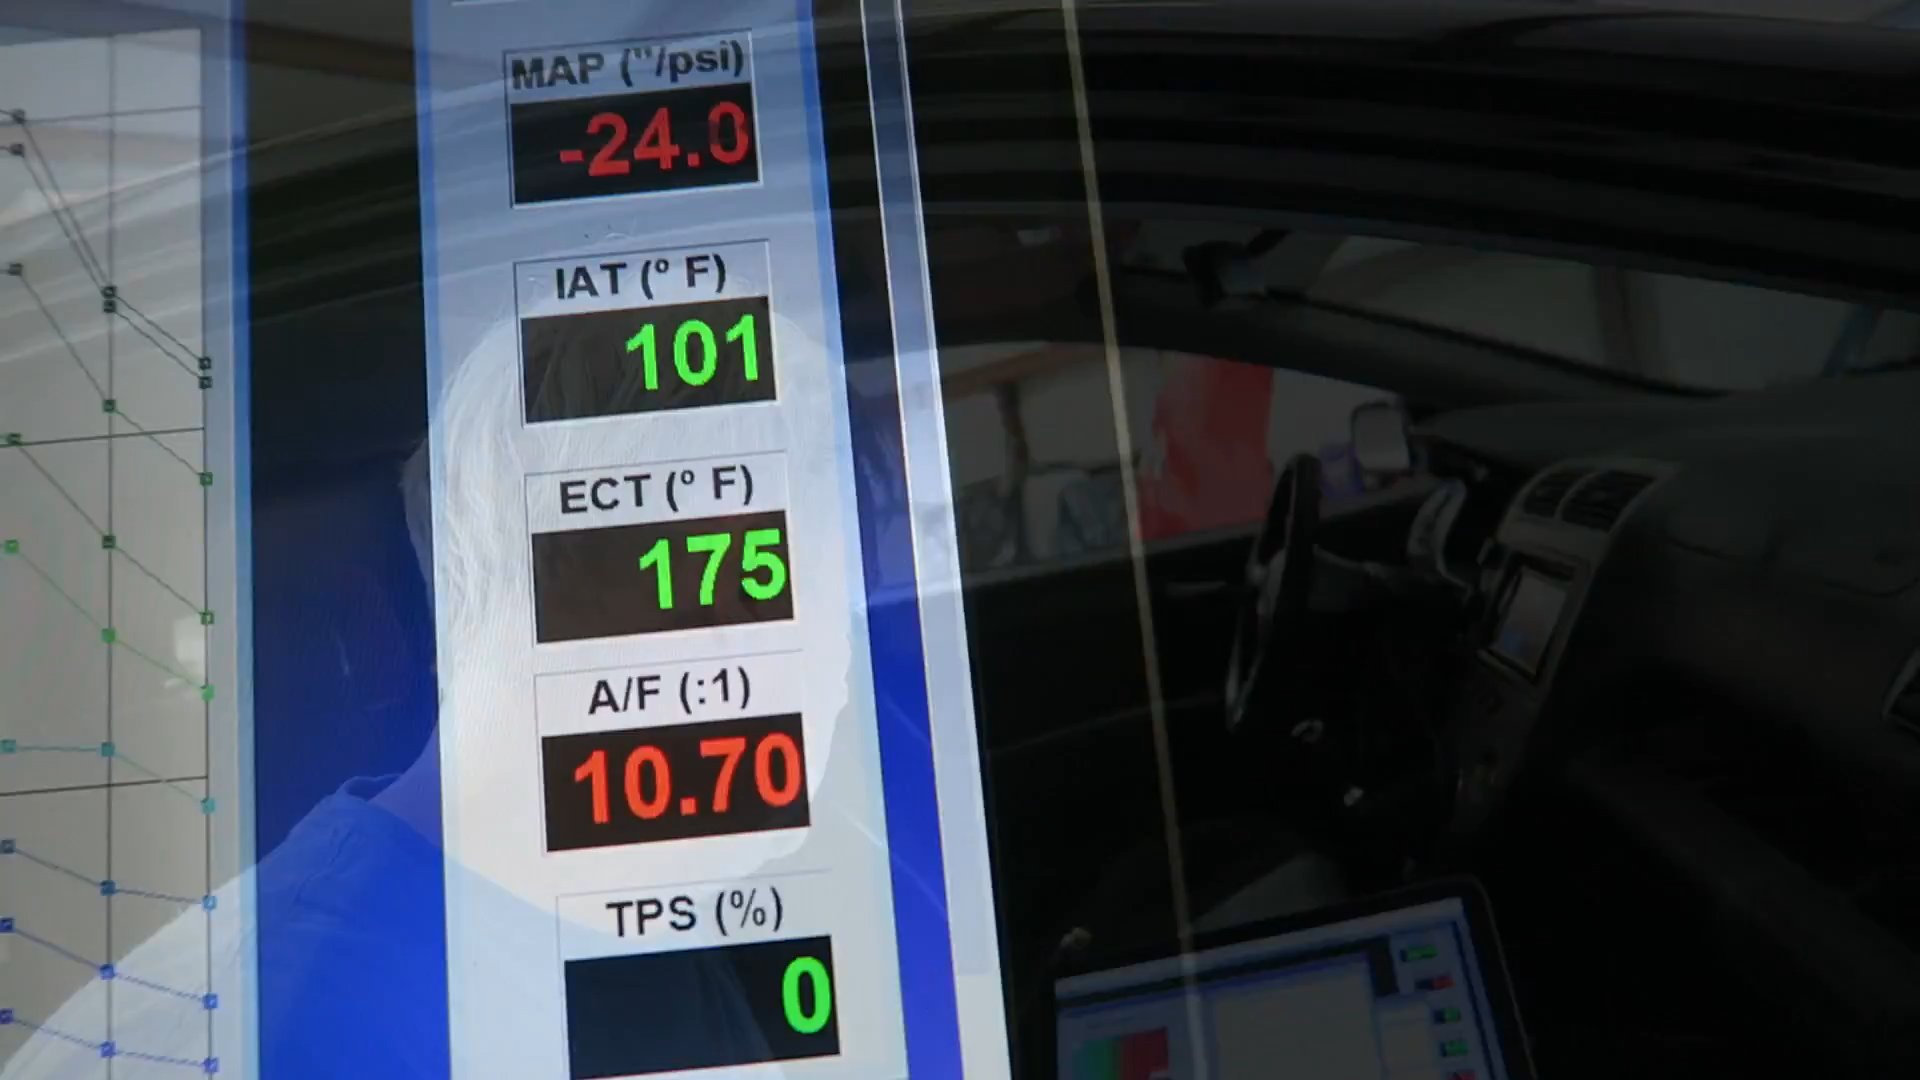 MAP ("/psi)
-24.0
IAT (° F)
101
ECT (° F)
175
A/F (:1)
10.70
TPS (%)
0